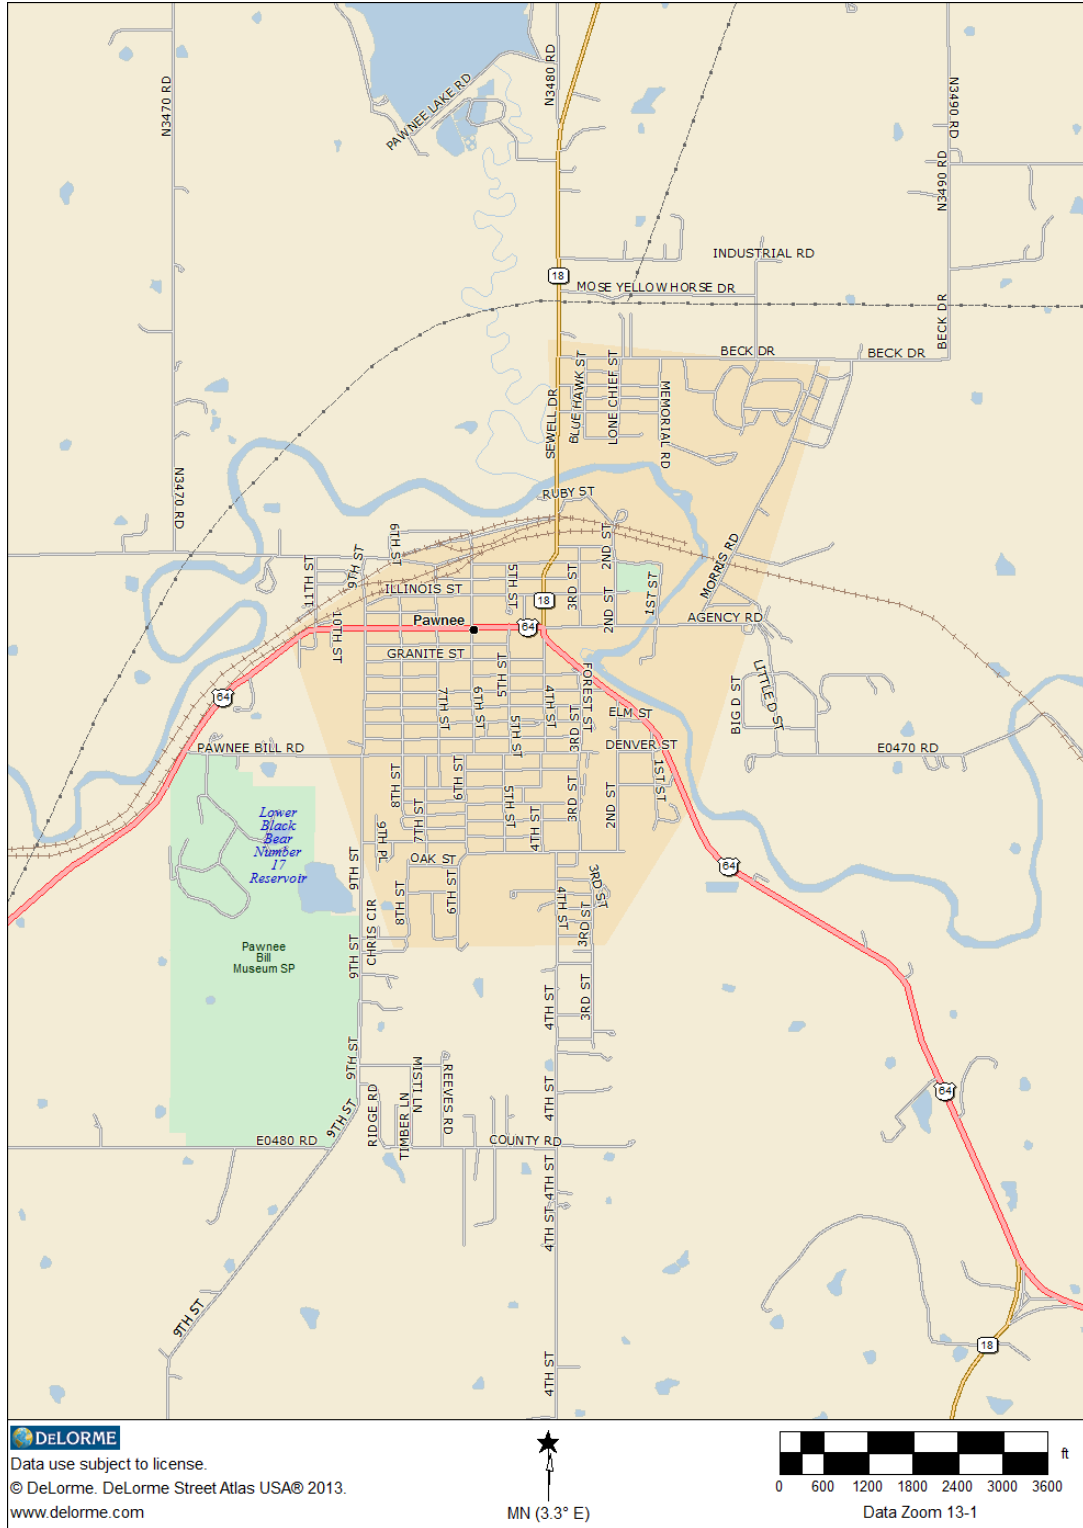 N3470 RD
PAWNEE LAKE RD
N3480 RD
N3490 RD
N3490 RD
INDUSTRIAL RD
18
MOSE YELLOWHORSE DR
BECK DR
BECK DR
BECK DR
BLUE HAWK ST
LONE CHIEF ST
MEMORIAL RD
SEWELL DR
N3470 RD
RUBY ST
6TH ST
9TH ST
11TH ST
2ND ST
ILLINOIS ST
5TH ST
3RD ST
2ND ST
1ST ST
MORRIS RD
18
10TH ST
Pawnee
64
AGENCY RD
GRANITE ST
5TH ST
FOREST ST
64
7TH ST
6TH ST
4TH ST
ELM ST
BIG D ST
LITTLE D ST
5TH ST
3RD ST
PAWNEE BILL RD
DENVER ST
E0470 RD
8TH ST
6TH ST
5TH ST
3RD ST
2ND ST
1ST ST
Lower
Black
Bear
Number
17
Reservoir
9TH PL
7TH ST
4TH ST
9TH ST
OAK ST
64
3RD ST
8TH ST
6TH ST
4TH ST
3RD ST
Pawnee
Bill
Museum SP
9TH ST
CHRIS CIR
4TH ST
3RD ST
9TH ST
MISTI LN
REEVES RD
4TH ST
64
9TH ST
RIDGE RD
TIMBER LN
E0480 RD
COUNTY RD
4TH ST
4TH ST
9TH ST
18
4TH ST
DELORME
Data use subject to license.
© DeLorme. DeLorme Street Atlas USA® 2013.
www.delorme.com
MN (3.3° E)
ft
0 600 1200 1800 2400 3000 3600
Data Zoom 13-1